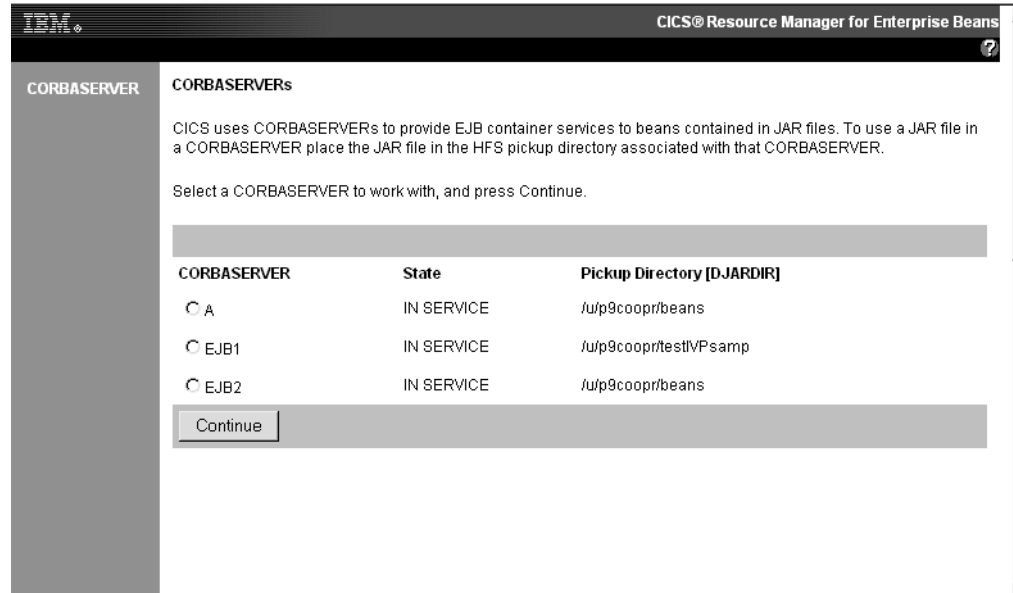 IBM. CICS® Resource Manager for Enterprise Beans
?
CORBASERVER
CORBASERVERs
CICS uses CORBASERVERs to provide EJB container services to beans contained in JAR files. To use a JAR file in
a CORBASERVER place the JAR file in the HFS pickup directory associated with that CORBASERVER.
Select a CORBASERVER to work with, and press Continue.
CORBASERVER State Pickup Directory [DJARDIR]
A IN SERVICE /u/p9coopr/beans
EJB1 IN SERVICE /u/p9coopr/testIVPsamp
EJB2 IN SERVICE /u/p9coopr/beans
Continue